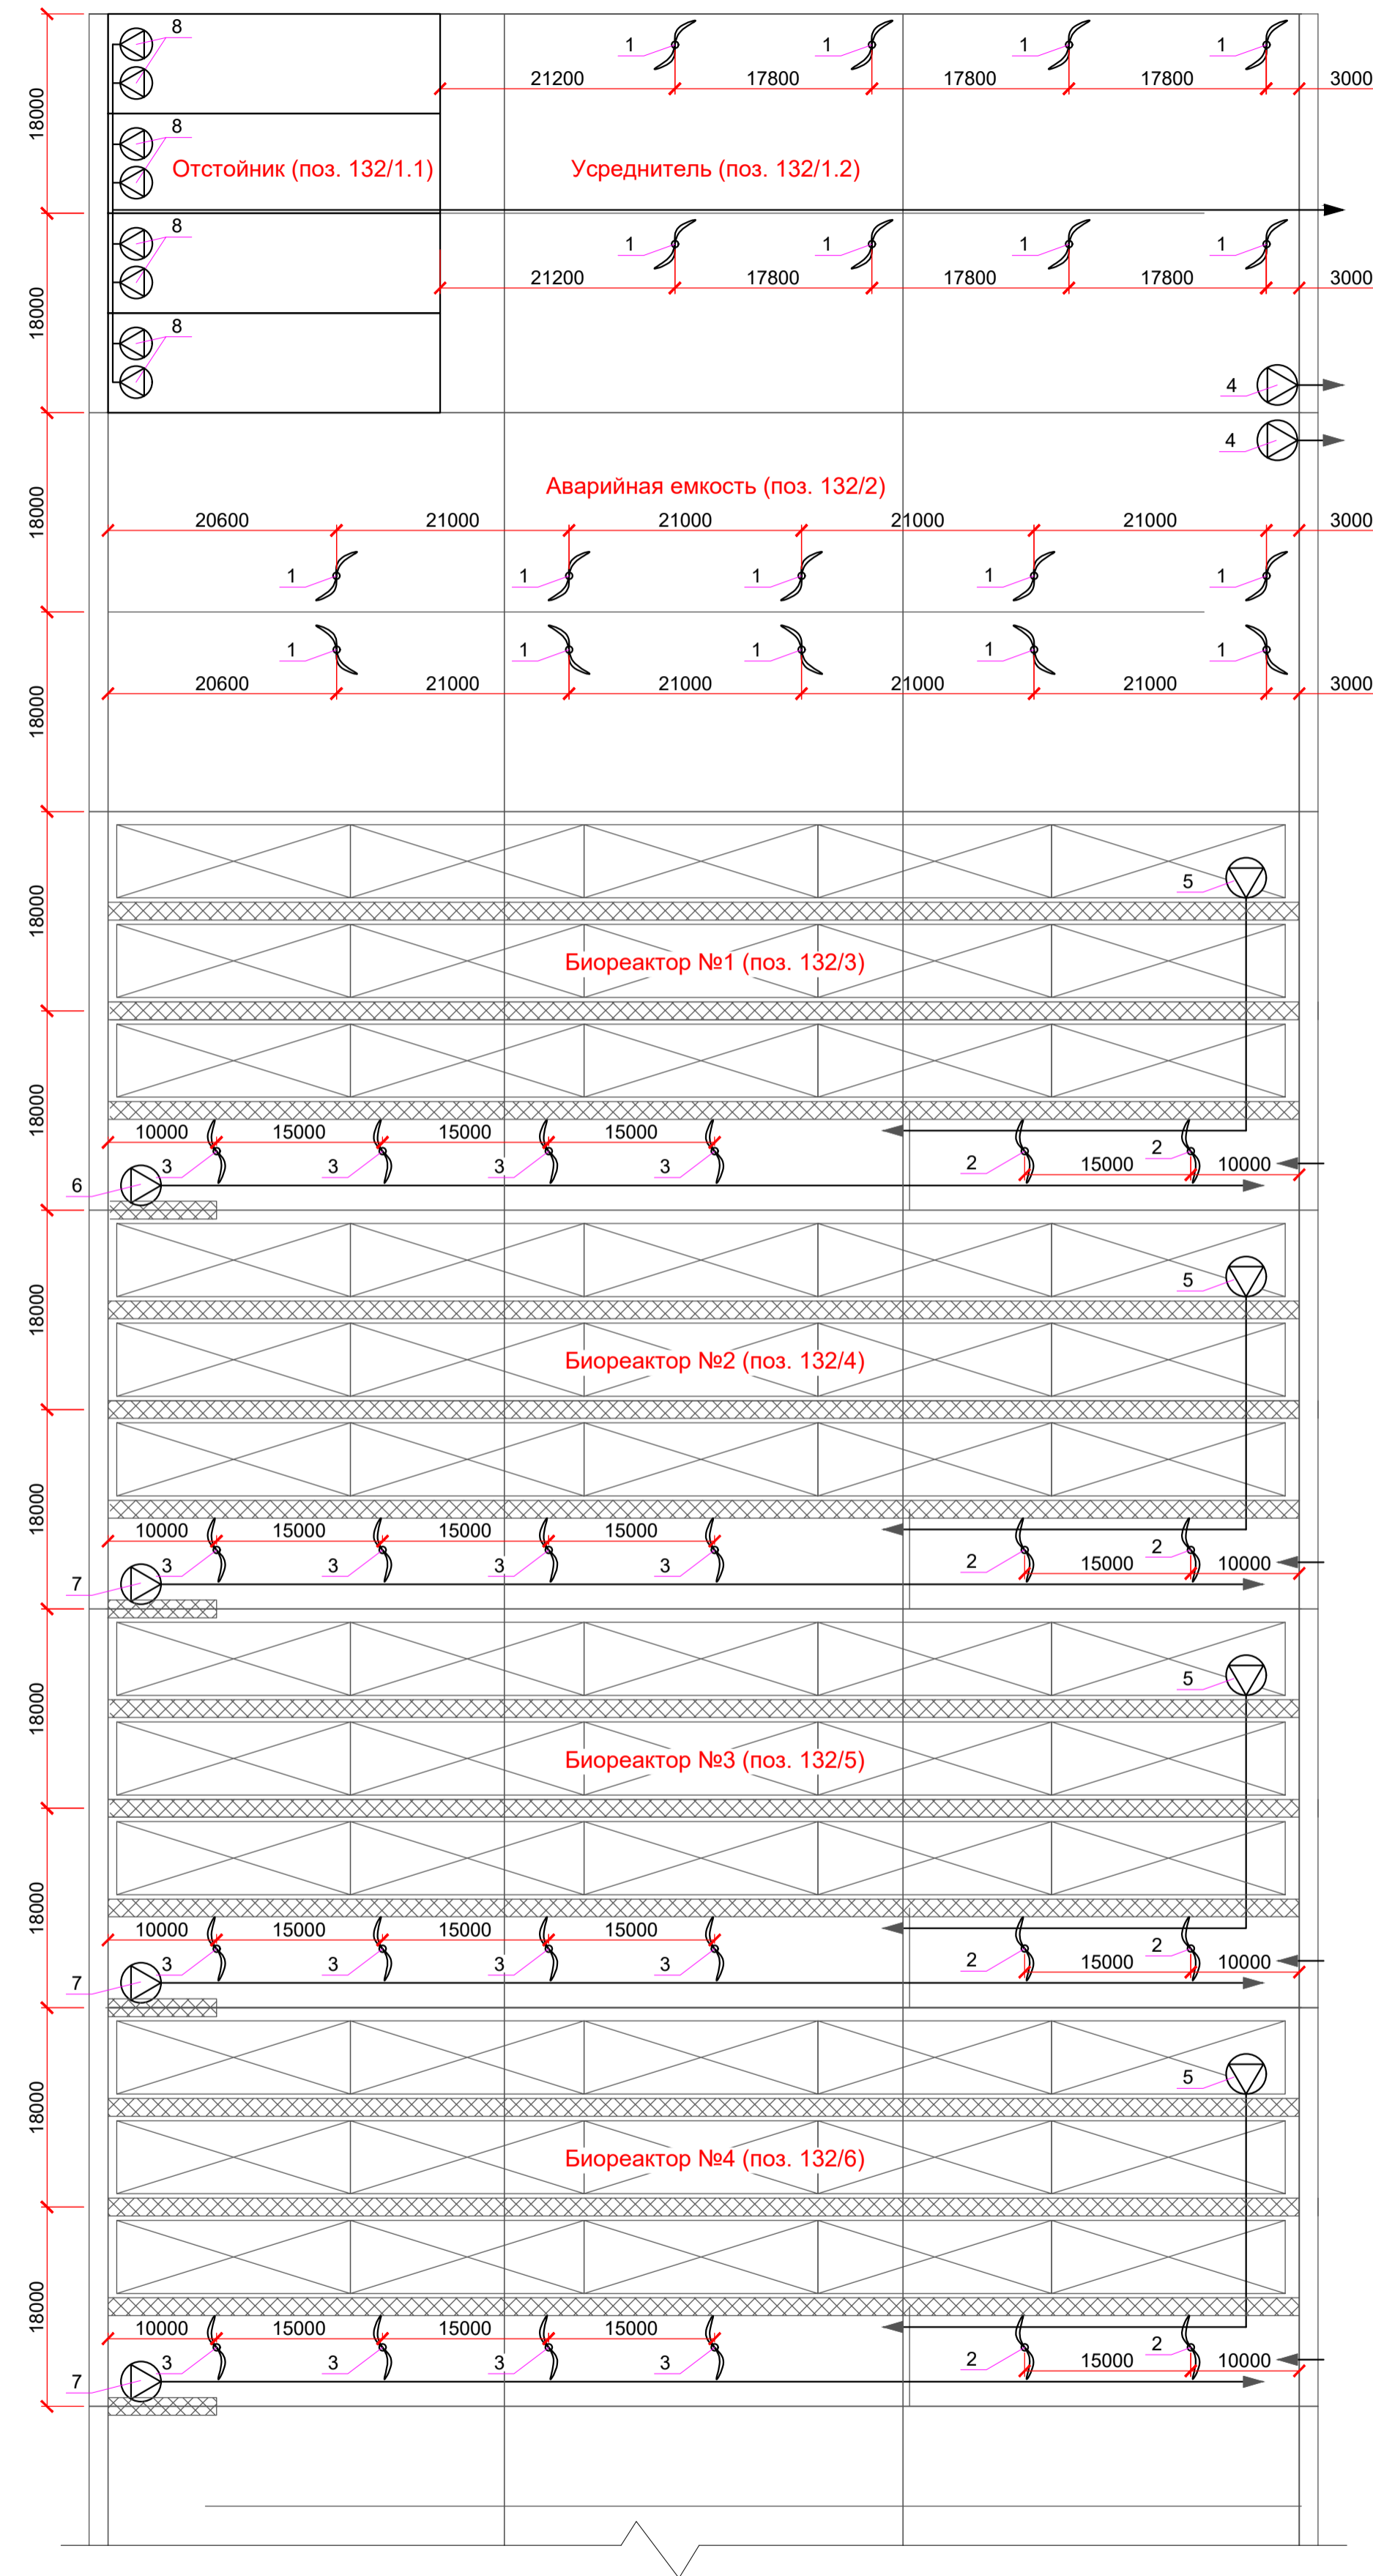 8
1 1 1 1
21200 17800 17800 17800 3000
18000
8
Отстойник (поз. 132/1.1) Усреднитель (поз. 132/1.2)
8
1 1 1 1
21200 17800 17800 17800 3000
18000
8
4
4
Аварийная емкость (поз. 132/2)
18000
20600 21000 21000 21000 21000 3000
1 1 1 1 1
1 1 1 1 1
20600 21000 21000 21000 21000 3000
18000
5
18000
Биореактор №1 (поз. 132/3)
18000
10000 15000 15000 15000
3 3 3 3 2 2
15000 10000
6
5
18000
Биореактор №2 (поз. 132/4)
18000
10000 15000 15000 15000
3 3 3 3 2 2
15000 10000
7
5
18000
Биореактор №3 (поз. 132/5)
18000
10000 15000 15000 15000
3 3 3 3 2 2
15000 10000
7
5
18000
Биореактор №4 (поз. 132/6)
18000
10000 15000 15000 15000
3 3 3 3 2 2
15000 10000
7